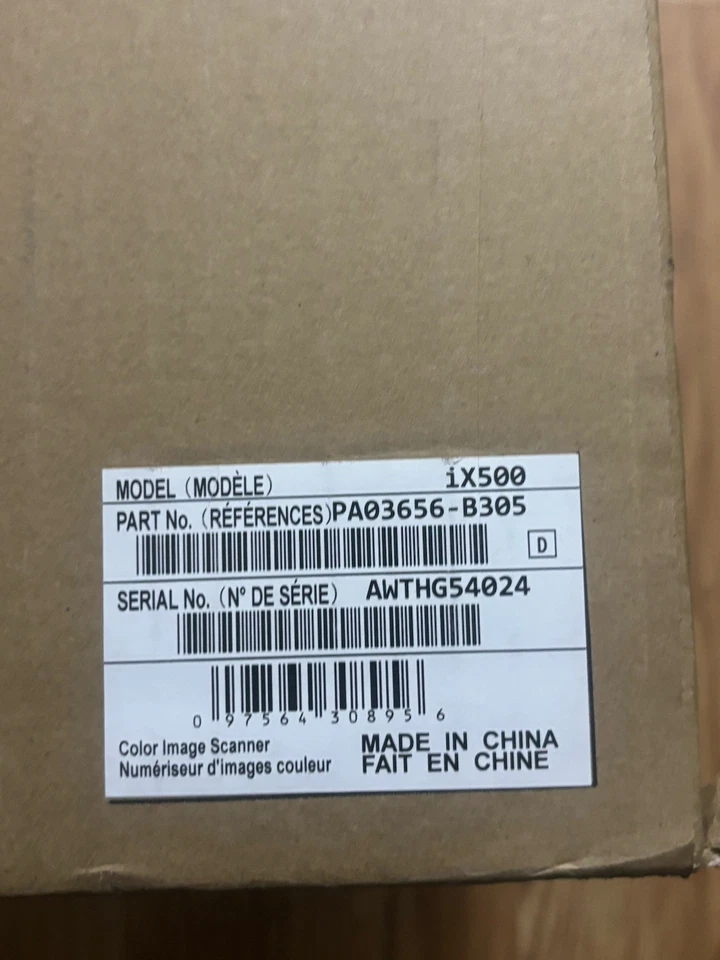 MODEL (MODÈLE) iX500
PART No. (RÉFÉRENCES)PA03656-B305
D
SERIAL No. (Nº DE SÉRIE) AWTHG54024
0 97564 30895 6
Color Image Scanner
Numériseur d'images couleur
MADE IN CHINA
FAIT EN CHINE